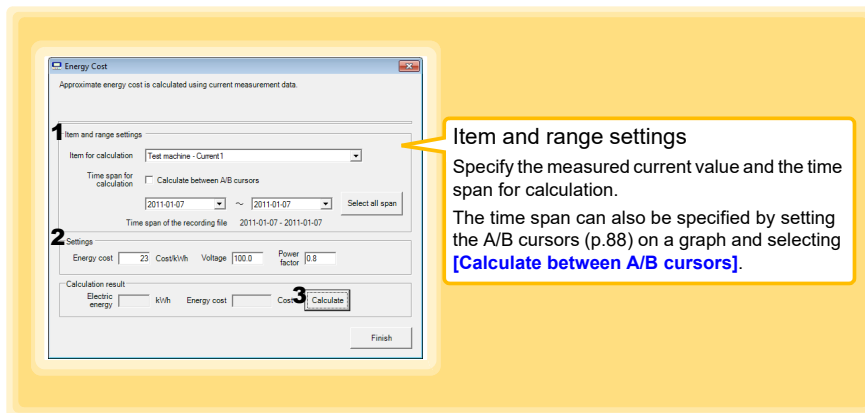 Energy Cost
Approximate energy cost is calculated using current measurement data.
1
Item and range settings
Item for calculation Test machine - Current1
Time span for
calculation
Calculate between A/B cursors
2011-01-07 ~ 2011-01-07 Select all span
Time span of the recording file 2011-01-07 - 2011-01-07
2
Settings
Energy cost 23 Cost/kWh Voltage 100.0 Power
factor 0.8
Calculation result
Electric
energy kWh Energy cost Cost 3 Calculate
Finish
Item and range settings
Specify the measured current value and the time
span for calculation.
The time span can also be specified by setting
the A/B cursors (p.88) on a graph and selecting
[Calculate between A/B cursors].